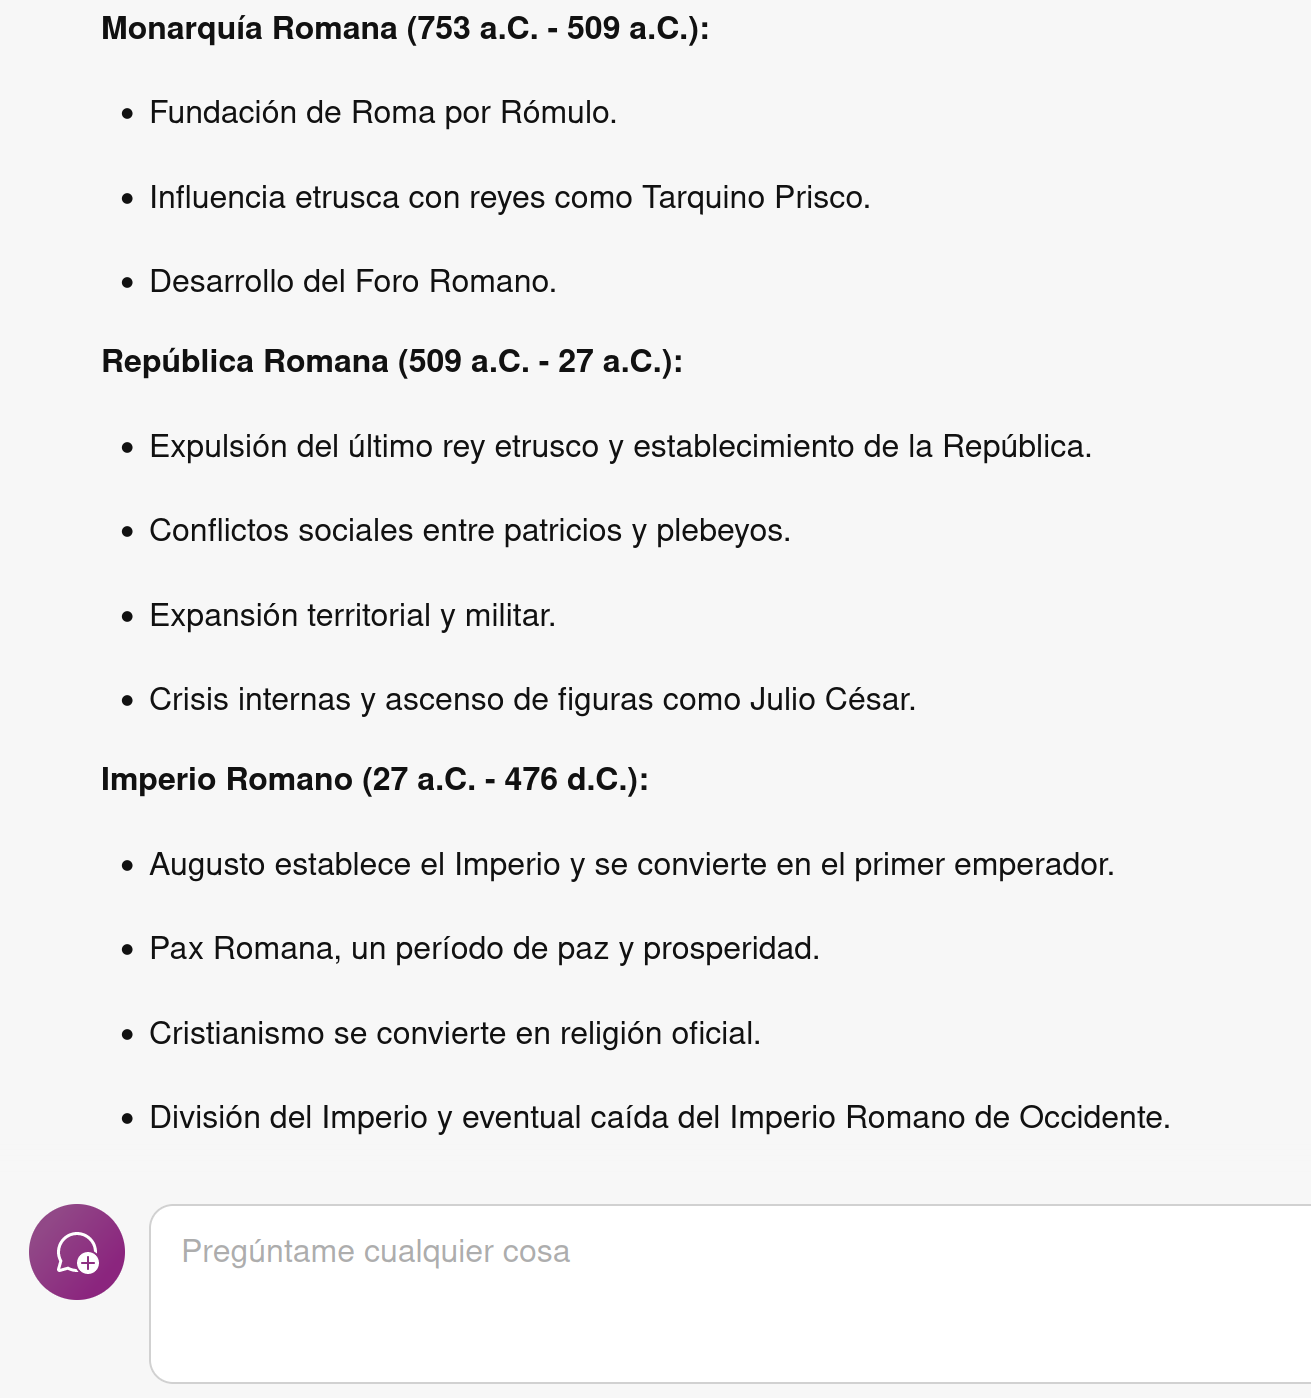 Monarquía Romana (753 a.C. - 509 a.C.):
• Fundación de Roma por Rómulo.
• Influencia etrusca con reyes como Tarquino Prisco.
• Desarrollo del Foro Romano.
República Romana (509 a.C. - 27 a.C.):
• Expulsión del último rey etrusco y establecimiento de la República.
• Conflictos sociales entre patricios y plebeyos.
• Expansión territorial y militar.
• Crisis internas y ascenso de figuras como Julio César.
Imperio Romano (27 a.C. - 476 d.C.):
• Augusto establece el Imperio y se convierte en el primer emperador.
• Pax Romana, un período de paz y prosperidad.
• Cristianismo se convierte en religión oficial.
• División del Imperio y eventual caída del Imperio Romano de Occidente.
Pregúntame cualquier cosa